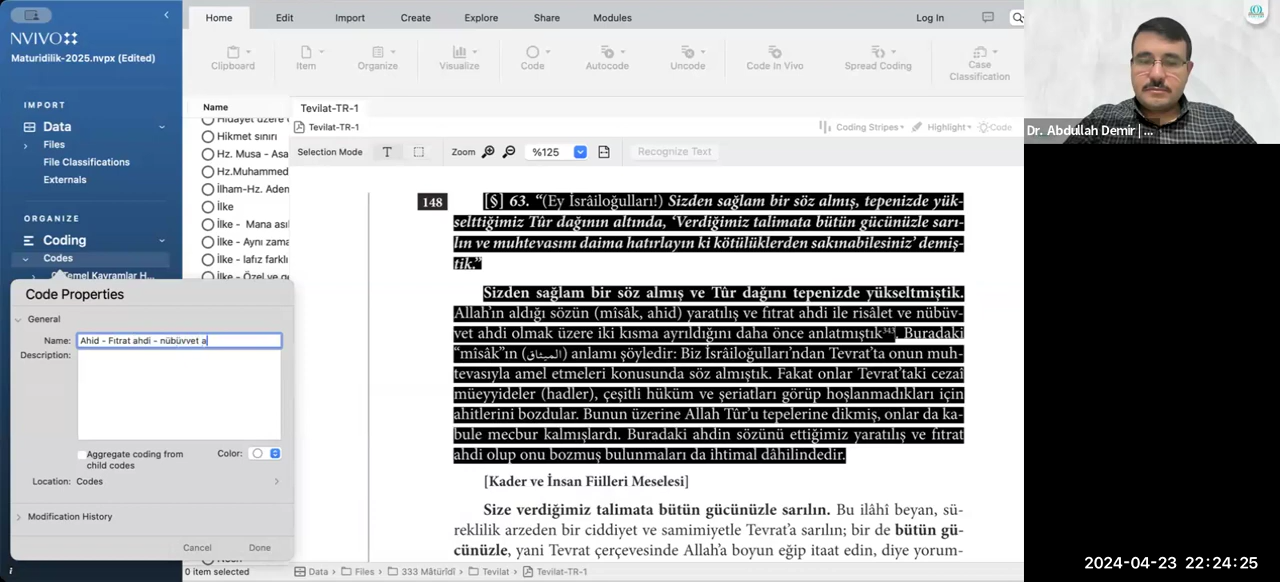 Home Edit Import Create Explore Share Modules Log In
NVIVO
Maturidilik-2025.nvpx (Edited)
Clipboard Item Organize Visualize Code Autocode Uncode Code In Vivo Spread Coding Case Classification
IMPORT
Data
Files
File Classifications
Externals
ORGANIZE
Coding
Codes
Temel Kavramlar H...
Name
Hidayet üzere
Hikmet sınırı
Hz. Musa - Asa
Hz.Muhammed
İlham-Hz. Adem
İlke
İlke - Mana ası
İlke - Aynı zama
İlke - lafız farklı
İlke - Özel ve ge
Tevilat-TR-1
Tevilat-TR-1
Coding Stripes Highlight Code
Selection Mode T Zoom %125 Recognize Text
Code Properties
General
Name: Ahid - Fıtrat ahdi - nübüvvet a
Description:
Aggregate coding from
child codes
Color:
Location: Codes
Modification History
Cancel Done
0 item selected
148
[§] 63. “(Ey İsrâiloğulları!) Sizden sağlam bir söz almış, tepenizde yük-
selttiğimiz Tûr dağının altında, ‘Verdiğimiz talimata bütün gücünüzle sarı-
lın ve muhtevasını daima hatırlayın ki kötülüklerden sakınabilesiniz’ demiş-
tik.”
Sizden sağlam bir söz almış ve Tûr dağını tepenizde yükseltmiştik.
Allah’ın aldığı sözün (mîsâk, ahid) yaratılış ve fıtrat ahdi ile risâlet ve nübüv-
vet ahdi olmak üzere iki kısma ayrıldığını daha önce anlatmıştık343. Buradaki
“mîsâk”ın (الميثاق) anlamı şöyledir: Biz İsrâiloğulları’ndan Tevrat’ta onun muh-
tevasıyla amel etmeleri konusunda söz almıştık. Fakat onlar Tevrat’taki cezaî
müeyyideler (hadler), çeşitli hüküm ve şeriatları görüp hoşlanmadıkları için
ahitlerini bozdular. Bunun üzerine Allah Tûr’u tepelerine dikmiş, onlar da ka-
bule mecbur kalmışlardı. Buradaki ahdin sözünü ettiğimiz yaratılış ve fıtrat
ahdi olup onu bozmuş bulunmaları da ihtimal dâhilindedir.
[Kader ve İnsan Fiilleri Meselesi]
Size verdiğimiz talimata bütün gücünüzle sarılın. Bu ilâhî beyan, sü-
reklilik arzeden bir ciddiyet ve samimiyetle Tevrat’a sarılın; bir de bütün gü-
cünüzle, yani Tevrat çerçevesinde Allah’a boyun eğip itaat edin, diye yorum-
Data > Files > 333 Mâtürîdî > Tevilat > Tevilat-TR-1
Dr. Abdullah Demir | ...
2024-04-23 22:24:25